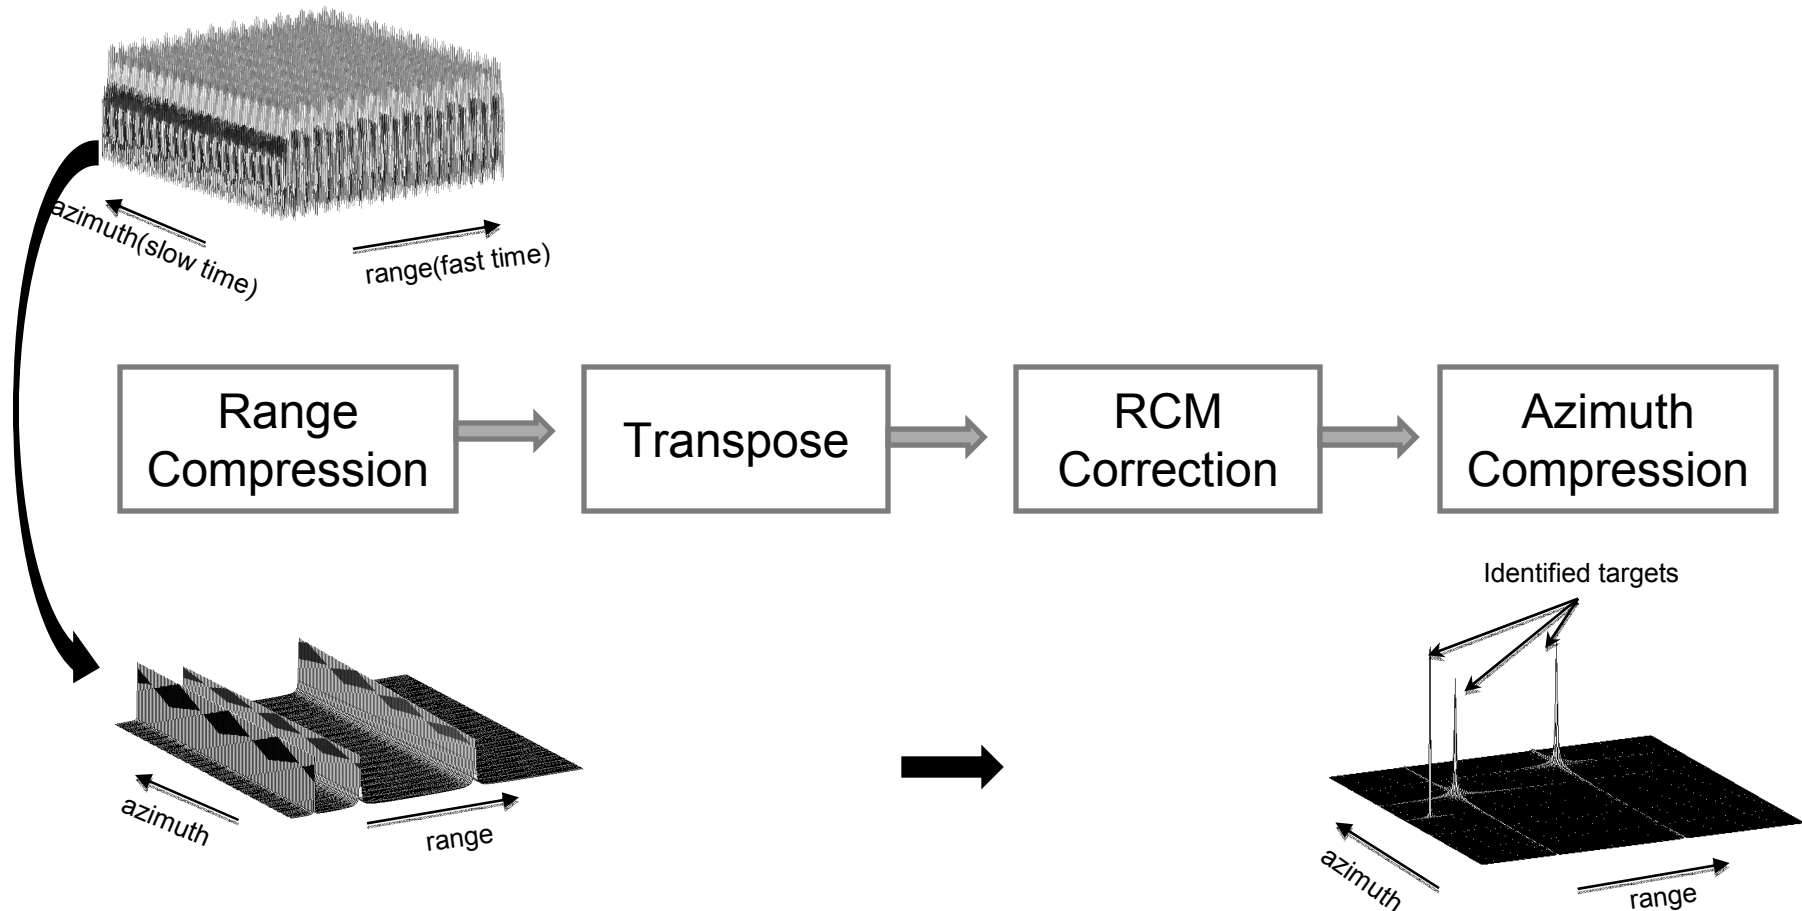 azimuth(slow time)
range(fast time)
Range
Compression
Transpose
RCM
Correction
Azimuth
Compression
Identified targets
azimuth
range
azimuth
range